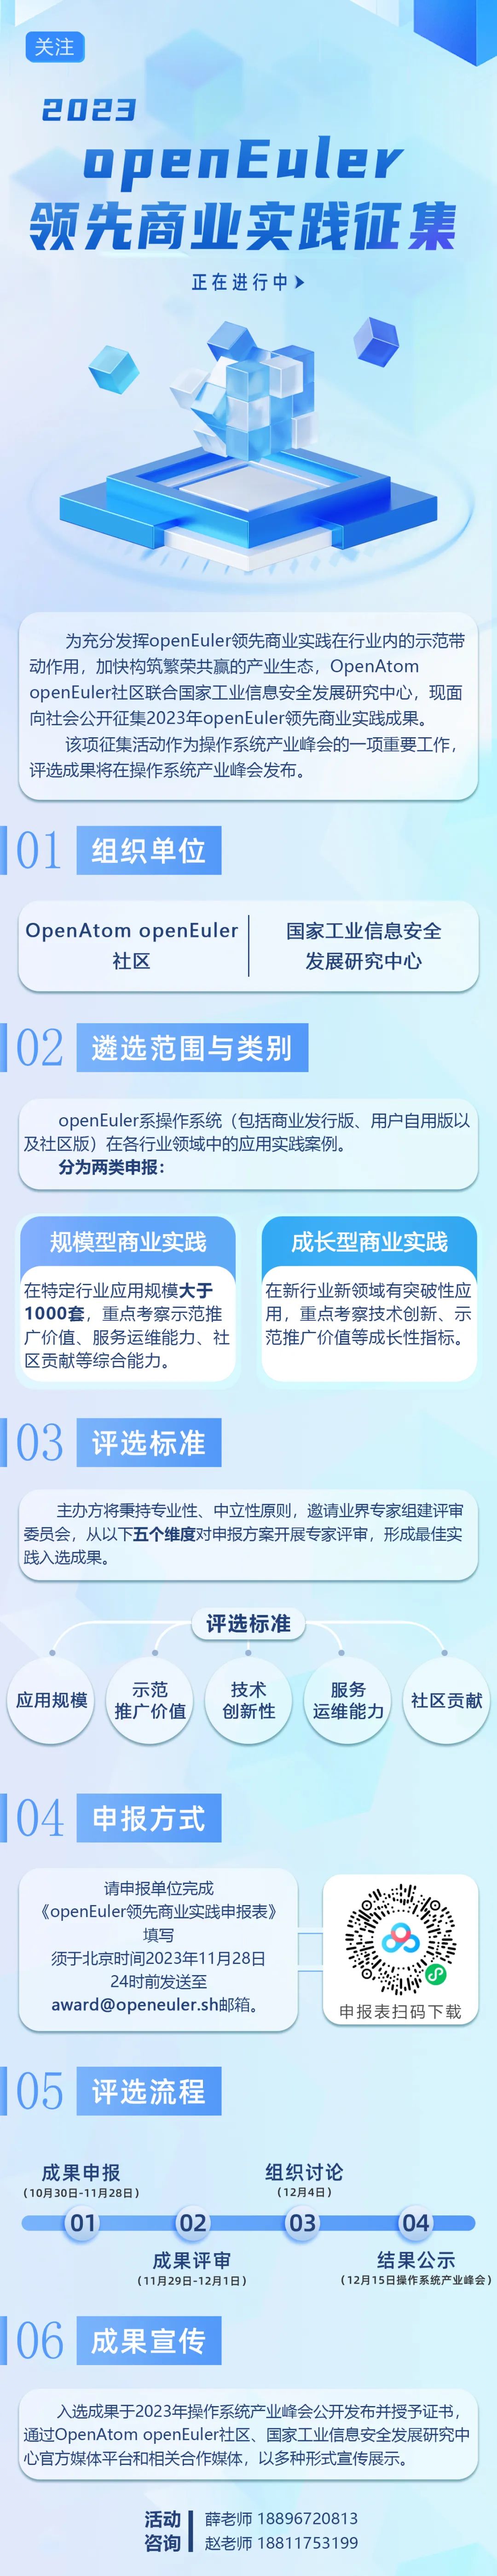 关注
2023
openEuler
领先商业实践征集
正在进行中
为充分发挥openEuler领先商业实践在行业内的示范带
动作用，加快构筑繁荣共赢的产业生态，OpenAtom
openEuler社区联合国家工业信息安全发展研究中心，现面
向社会公开征集2023年openEuler领先商业实践成果。
该项征集活动作为操作系统产业峰会的一项重要工作，
评选成果将在操作系统产业峰会发布。
01 组织单位
OpenAtom openEuler
社区
国家工业信息安全
发展研究中心
02 遴选范围与类别
openEuler系操作系统（包括商业发行版、用户自用版以
及社区版）在各行业领域中的应用实践案例。
分为两类申报：
规模型商业实践
在特定行业应用规模大于
1000套，重点考察示范推
广价值、服务运维能力、社
区贡献等综合能力。
成长型商业实践
在新行业新领域有突破性应
用，重点考察技术创新、示
范推广价值等成长性指标。
03 评选标准
主办方将秉持专业性、中立性原则，邀请业界专家组建评审
委员会，从以下五个维度对申报方案开展专家评审，形成最佳实
践入选成果。
评选标准
应用规模
示范
推广价值
技术
创新性
服务
运维能力
社区贡献
04 申报方式
请申报单位完成
《openEuler领先商业实践申报表》
填写
须于北京时间2023年11月28日
24时前发送至
award@openeuler.sh邮箱。
申报表扫码下载
05 评选流程
成果申报
（10月30日-11月28日）
组织讨论
（12月4日）
01 02 03 04
成果评审
（11月29日-12月1日）
结果公示
（12月15日操作系统产业峰会）
06 成果宣传
入选成果于2023年操作系统产业峰会公开发布并授予证书，
通过OpenAtom openEuler社区、国家工业信息安全发展研究中
心官方媒体平台和相关合作媒体，以多种形式宣传展示。
活动
咨询
薛老师 18896720813
赵老师 18811753199